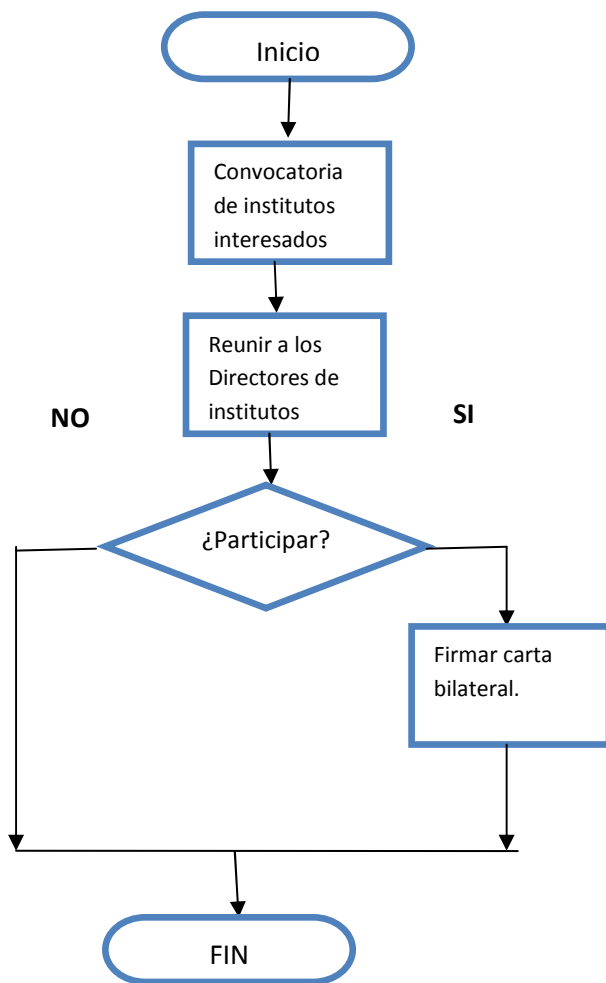 Inicio
Convocatoria
de institutos
interesados
Reunir a los
Directores de
institutos
NO
SI
¿Participar?
Firmar carta
bilateral.
FIN